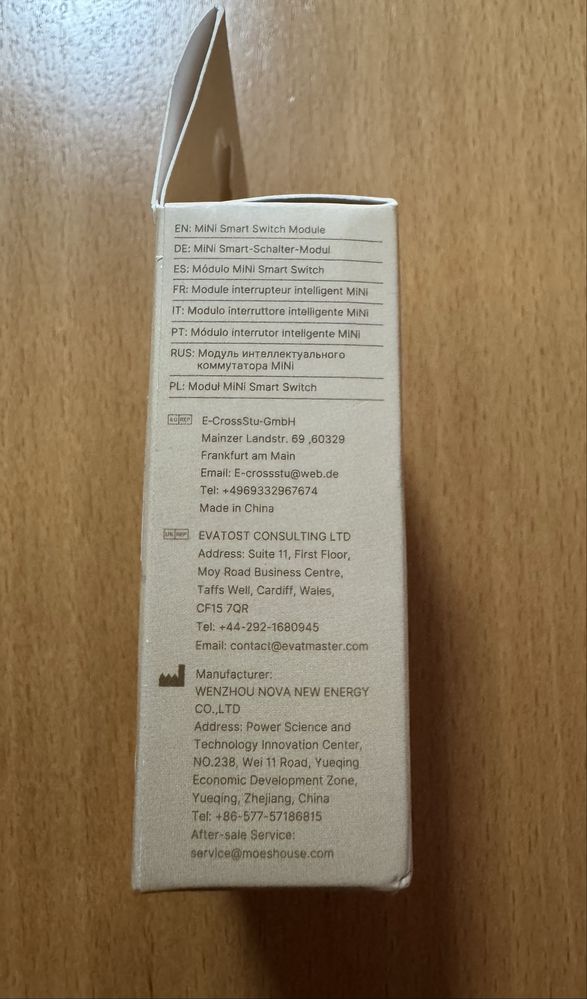 EN: MiNi Smart Switch Module
DE: MiNi Smart-Schalter-Modul
ES: Módulo MiNi Smart Switch
FR: Module interrupteur intelligent MiNi
IT: Modulo interruttore intelligente MiNi
PT: Módulo interrutor inteligente MiNi
RUS: Модуль интеллектуального
коммутатора MiNi
PL: Moduł MiNi Smart Switch
EC REP E-CrossStu-GmbH
Mainzer Landstr. 69 ,60329
Frankfurt am Main
Email: E-crossstu@web.de
Tel: +4969332967674
Made in China
UK REP EVATOST CONSULTING LTD
Address: Suite 11, First Floor,
Moy Road Business Centre,
Taffs Well, Cardiff, Wales,
CF15 7QR
Tel: +44-292-1680945
Email: contact@evatmaster.com
Manufacturer:
WENZHOU NOVA NEW ENERGY
CO.,LTD
Address: Power Science and
Technology Innovation Center,
NO.238, Wei 11 Road, Yueqing
Economic Development Zone,
Yueqing, Zhejiang, China
Tel: +86-577-57186815
After-sale Service:
service@moeshouse.com